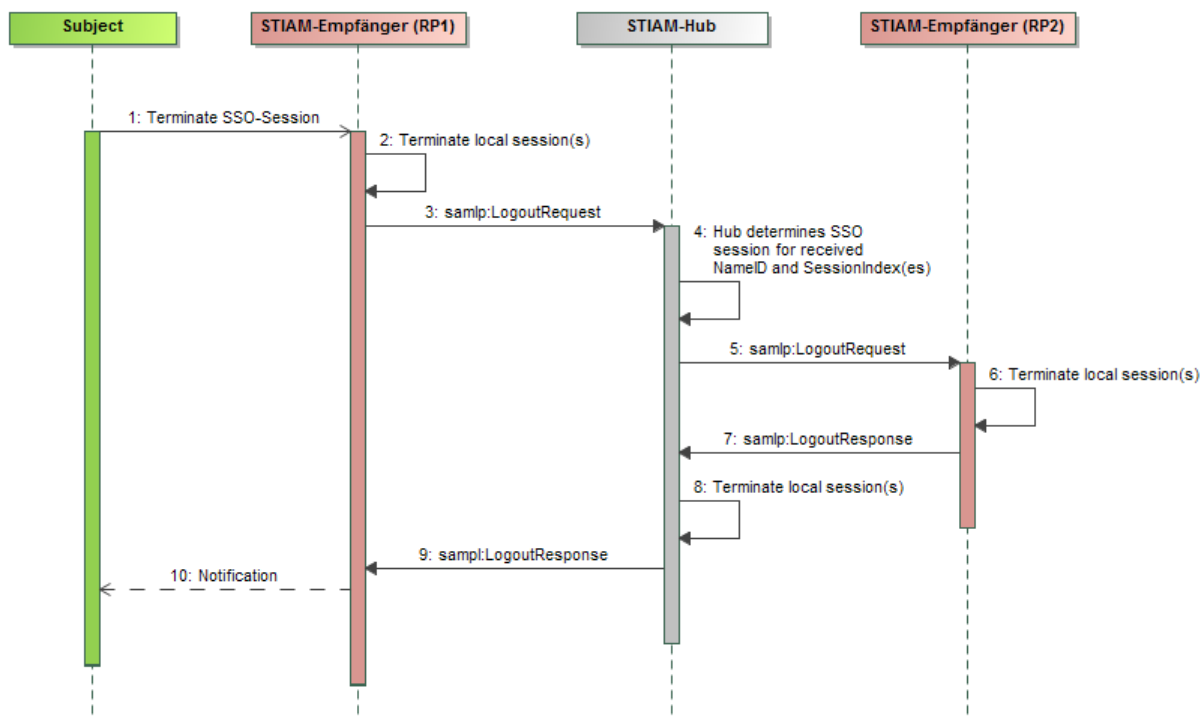 Subject
STIAM-Empfänger (RP1)
STIAM-Hub
STIAM-Empfänger (RP2)
1: Terminate SSO-Session
2: Terminate local session(s)
3: samlp:LogoutRequest
4: Hub determines SSO
session for received
NameID and SessionIndex(es)
5: samlp:LogoutRequest
6: Terminate local session(s)
7: samlp:LogoutResponse
8: Terminate local session(s)
9: sampl:LogoutResponse
10: Notification